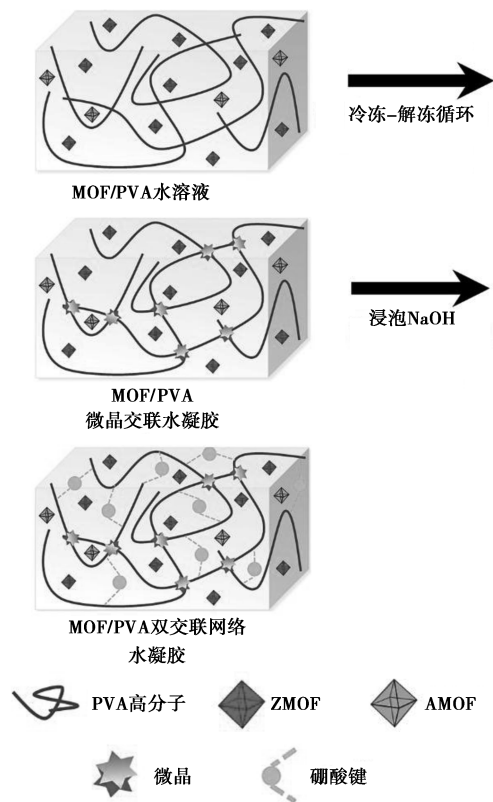 冷冻-解冻循环
MOF/PVA水溶液
浸泡NaOH
MOF/PVA
微晶交联水凝胶
MOF/PVA双交联网络
水凝胶
PVA高分子
ZMOF
AMOF
微晶
硼酸键